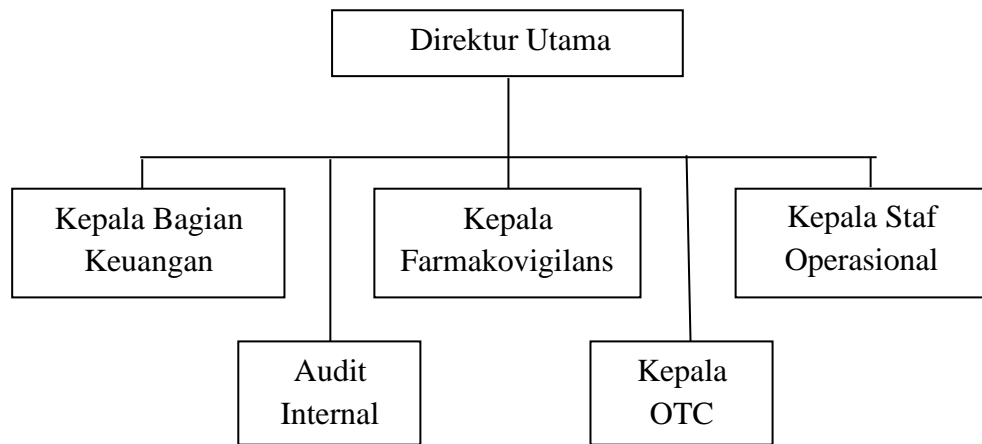 Direktur Utama
Kepala Bagian
Keuangan
Kepala
Farmakovigilans
Kepala Staf
Operasional
Audit
Internal
Kepala
OTC